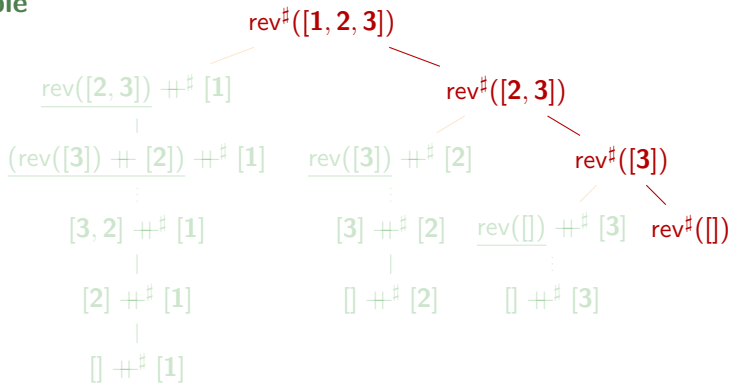 rev♯([1, 2, 3])
rev([2, 3]) ++♯ [1] rev♯([2, 3])
(rev([3]) ++ [2]) ++♯ [1] rev([3]) ++♯ [2] rev♯([3])
[3, 2] ++♯ [1] [3] ++♯ [2] rev([]) ++♯ [3] rev♯([])
[2] ++♯ [1] [] ++♯ [2] [] ++♯ [3]
[] ++♯ [1]